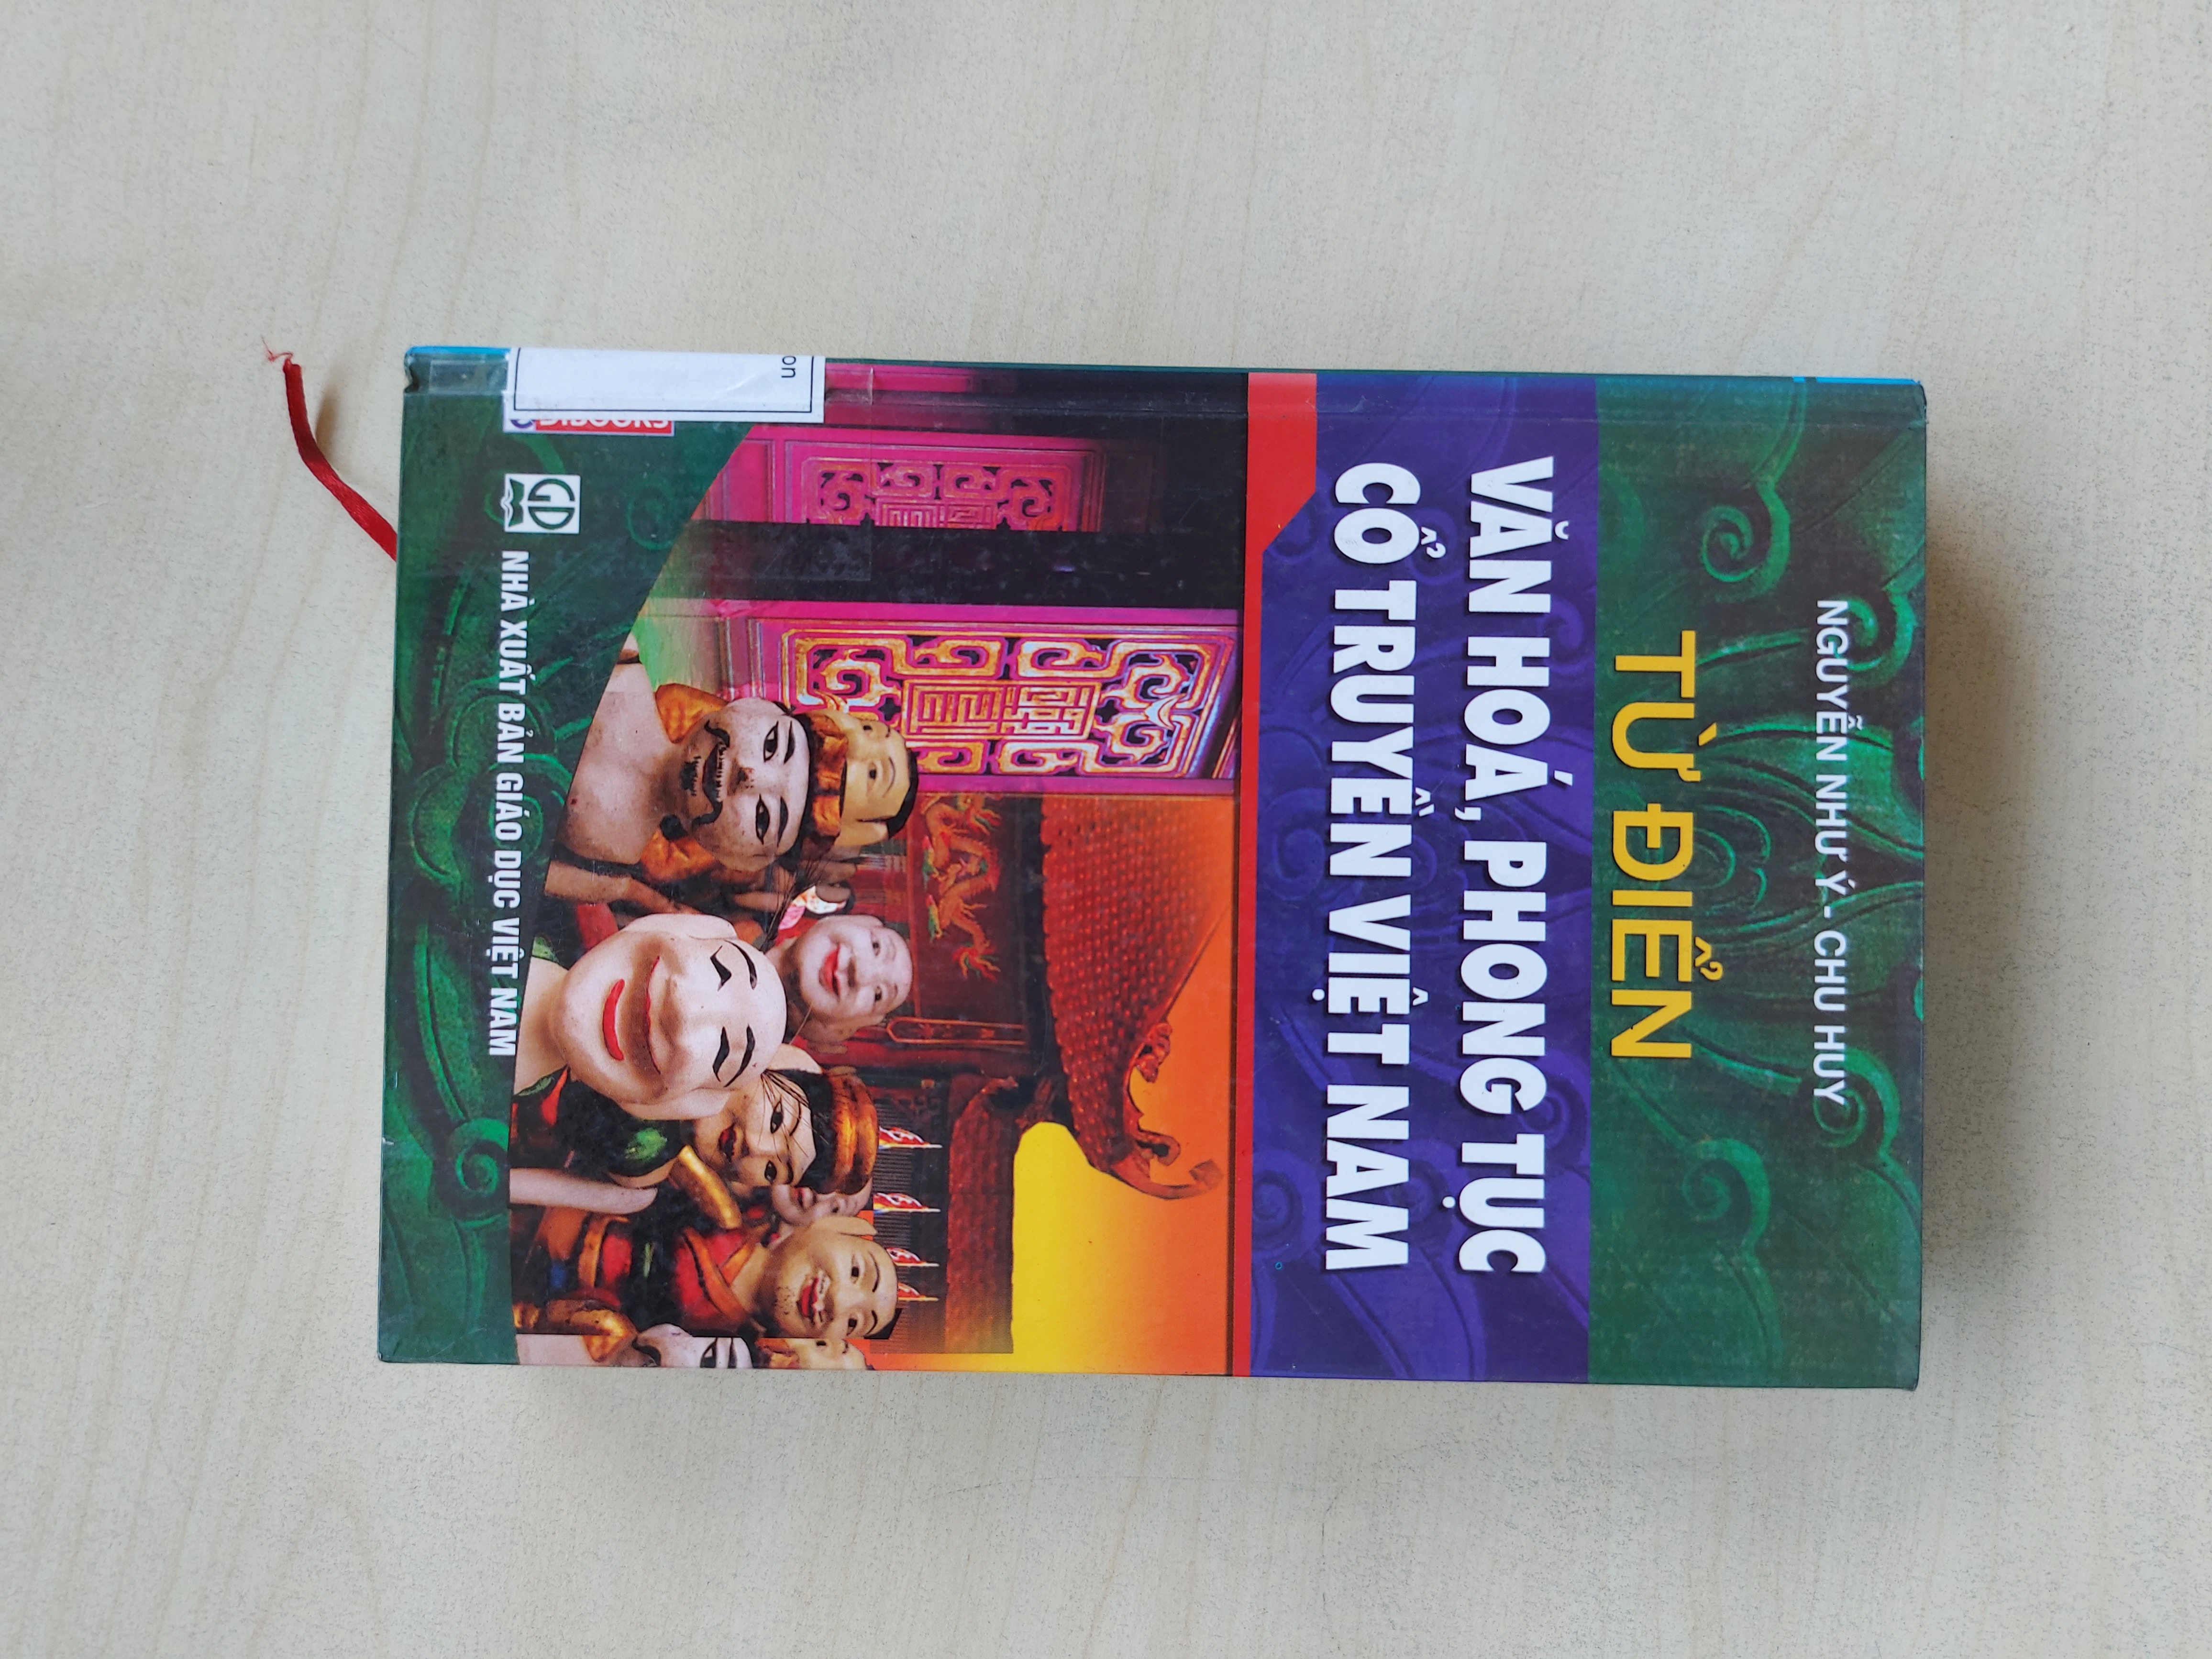 NGUYỄN NHƯ Ý - CHU HUY
TỪ ĐIỂN
VĂN HOÁ, PHONG TỤC
CỔ TRUYỀN VIỆT NAM
on
GD
NHÀ XUẤT BẢN GIÁO DỤC VIỆT NAM